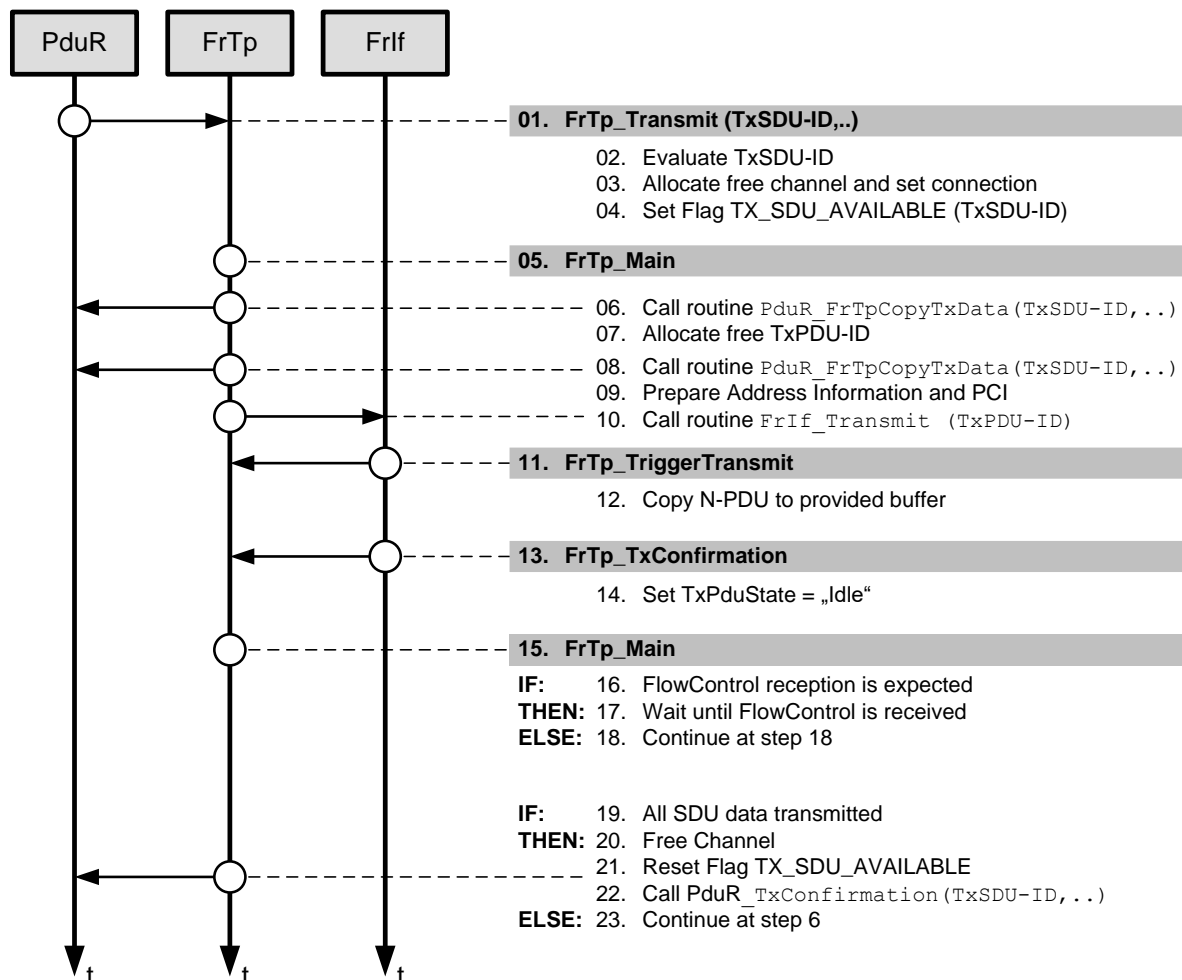 PduR FrTp FrIf
01. FrTp_Transmit (TxSDU-ID,..)
02. Evaluate TxSDU-ID
03. Allocate free channel and set connection
04. Set Flag TX_SDU_AVAILABLE (TxSDU-ID)
05. FrTp_Main
06. Call routine PduR_FrTpCopyTxData(TxSDU-ID,..)
07. Allocate free TxPDU-ID
08. Call routine PduR_FrTpCopyTxData(TxSDU-ID,..)
09. Prepare Address Information and PCI
10. Call routine FrIf_Transmit (TxPDU-ID)
11. FrTp_TriggerTransmit
12. Copy N-PDU to provided buffer
13. FrTp_TxConfirmation
14. Set TxPduState = „Idle“
15. FrTp_Main
IF: 16. FlowControl reception is expected
THEN: 17. Wait until FlowControl is received
ELSE: 18. Continue at step 18
IF: 19. All SDU data transmitted
THEN: 20. Free Channel
21. Reset Flag TX_SDU_AVAILABLE
22. Call PduR_TxConfirmation(TxSDU-ID,..)
ELSE: 23. Continue at step 6
t t t